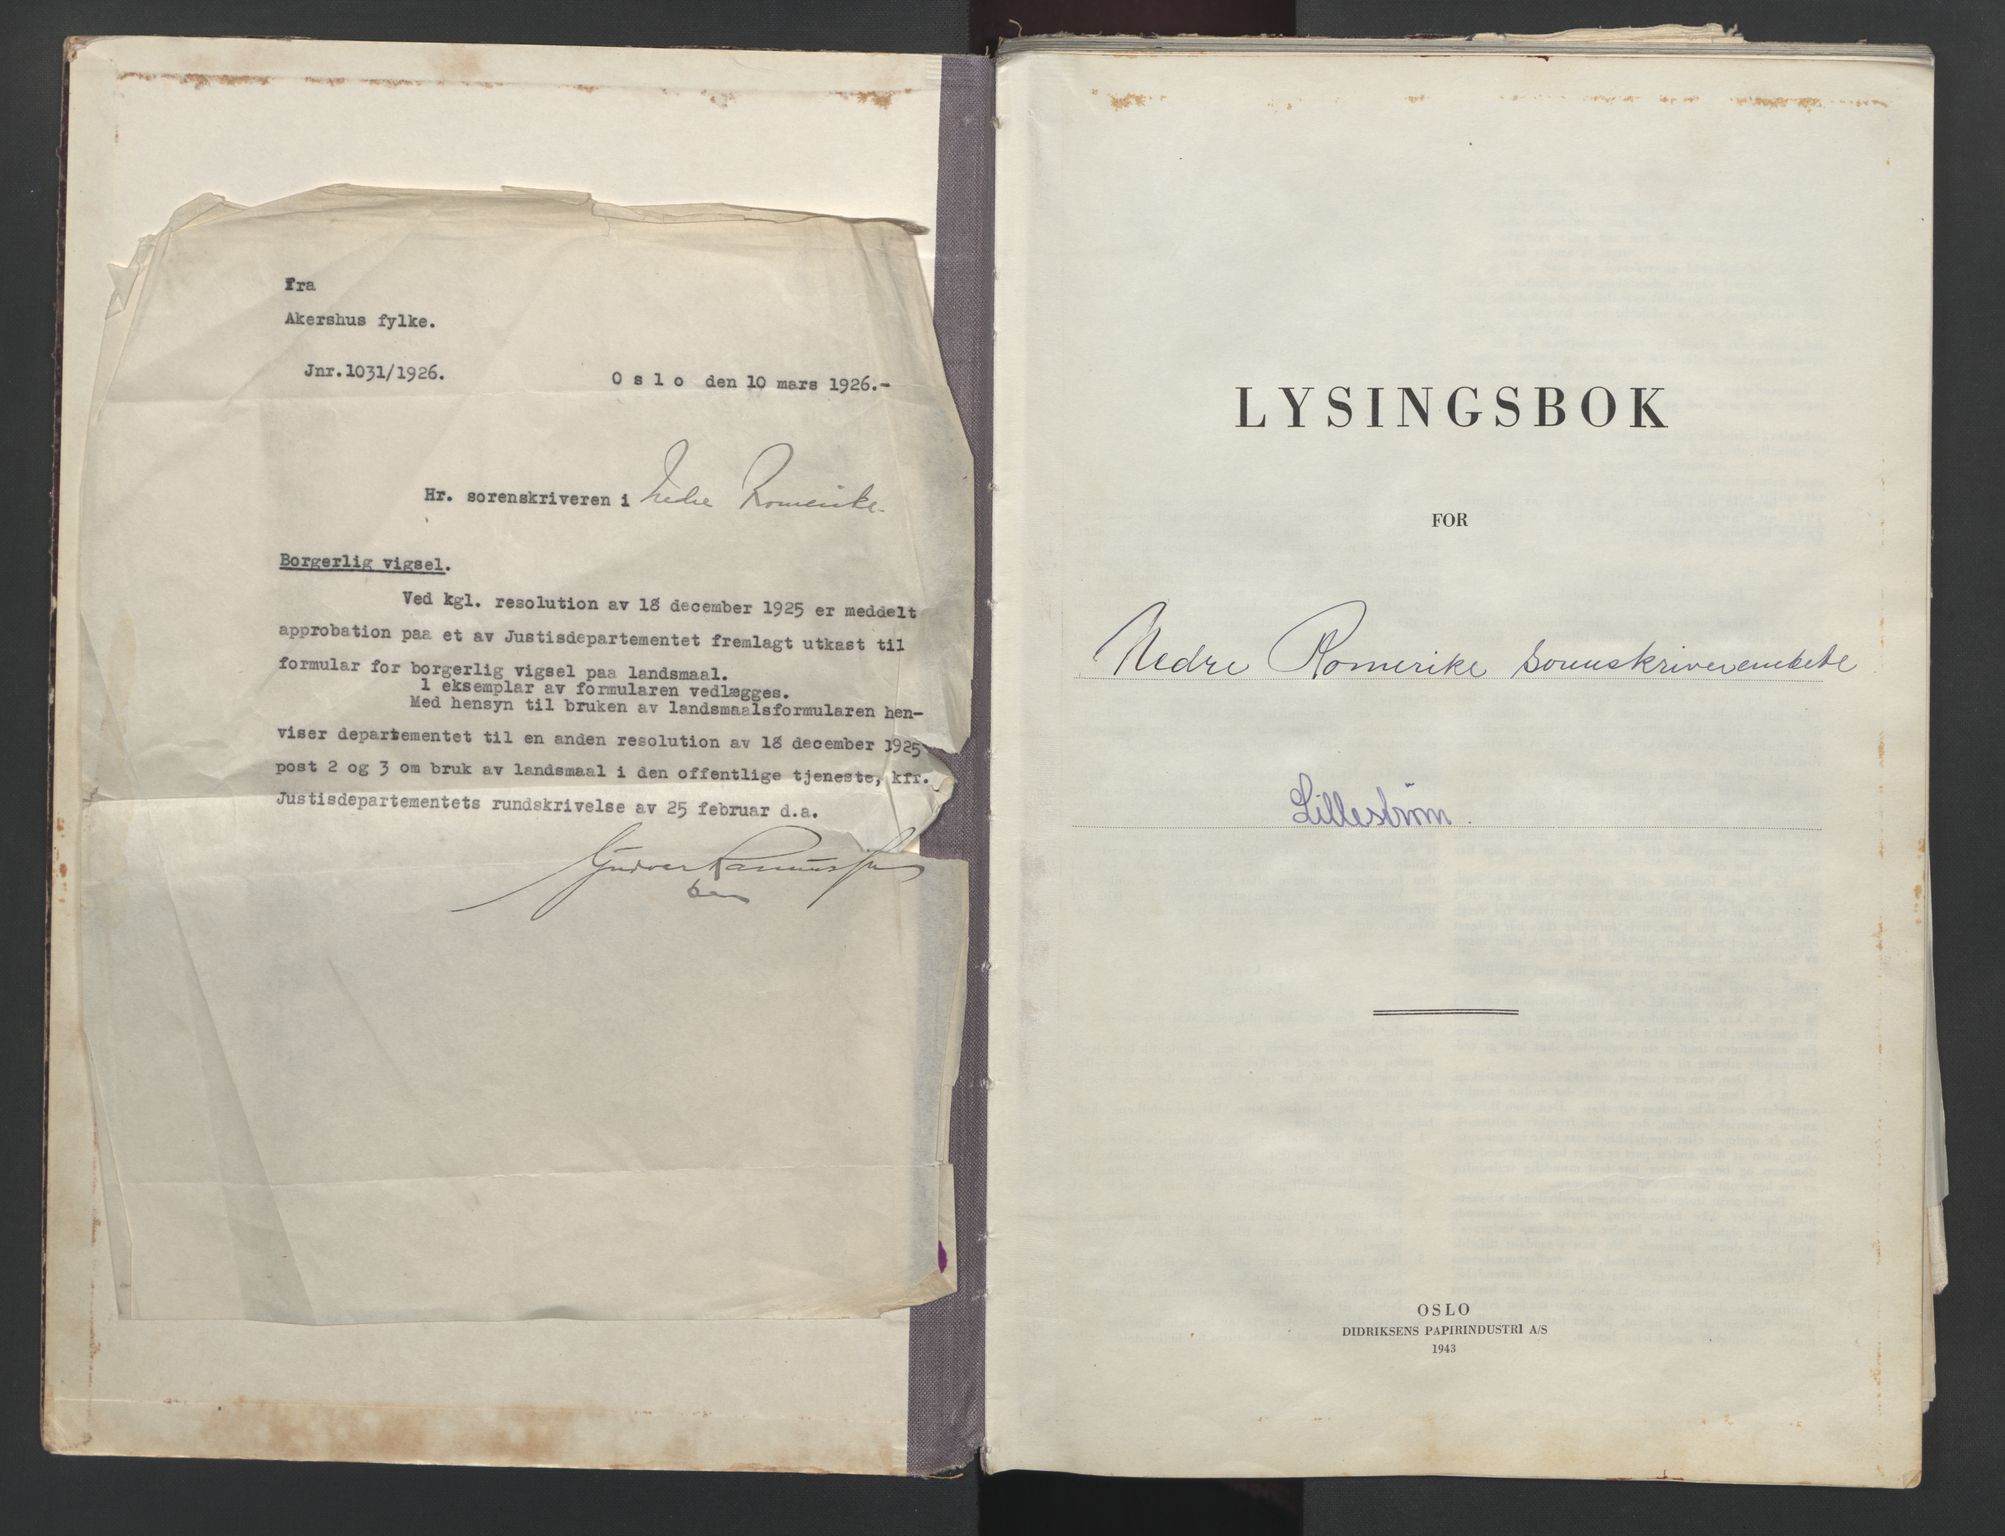 fra
Akershus fylke.
Jnr.1031/1926.
O s l o den 10 mars 1926.-
Hr. sorenskriveren i Nedre Romerike.
Borgerlig vigsel.
Ved kgl. resolution av 18 december 1925 er meddelt
approbation paa et av Justisdepartementet fremlagt utkast til
formular for borgerlig vigsel paa landsmaal.
1 eksemplar av formularen vedlægges.
Med hensyn til bruken av landsmaalsformularen hen-
viser departementet til en anden resolution av 18 december 1925
post 2 og 3 om bruk av landsmaal i den offentlige tjeneste, kfr.
Justisdepartementets rundskrivelse av 25 februar d.a.
LYSINGSBOK
FOR
Nedre Romerike sorenskriverembete
Lillestrøm.
OSLO
DIDRIKSENS PAPIRINDUSTRI A/S
1943